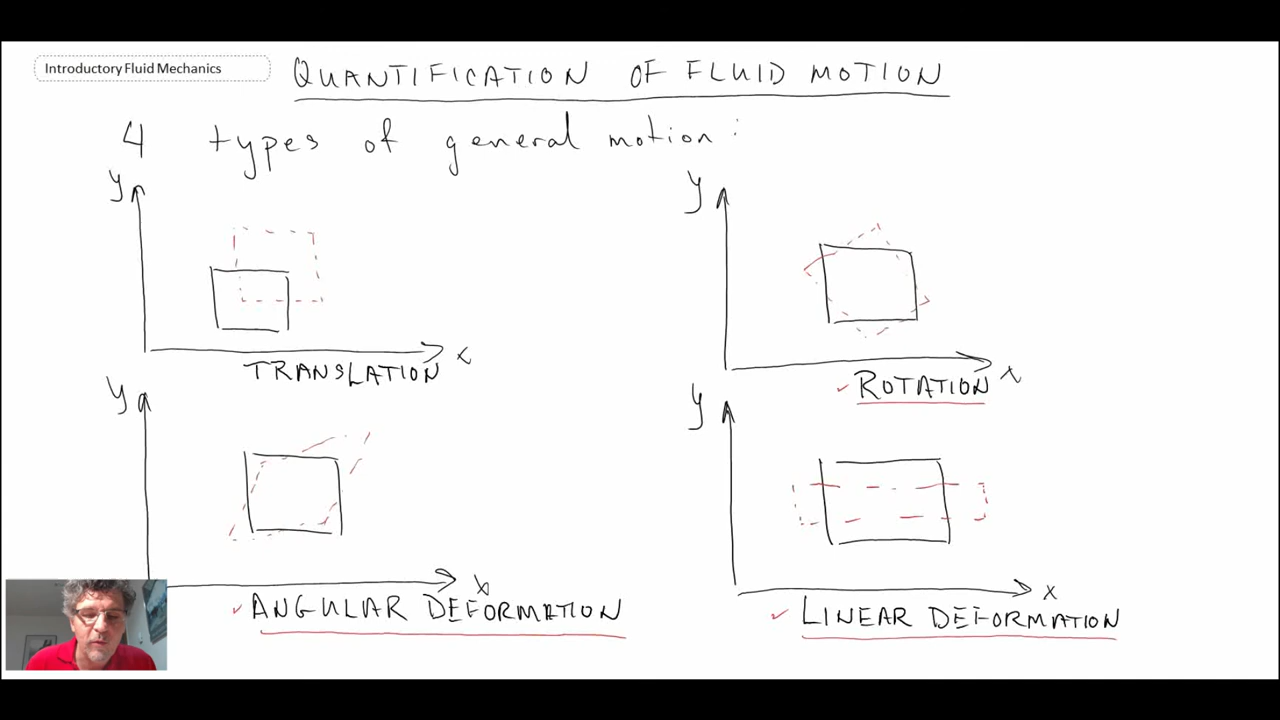 Introductory Fluid Mechanics
QUANTIFICATION OF FLUID MOTION
4 types of general motion:
y
x
TRANSLATION
y
x
✓ ROTATION
y
x
✓ ANGULAR DEFORMATION
y
x
✓ LINEAR DEFORMATION